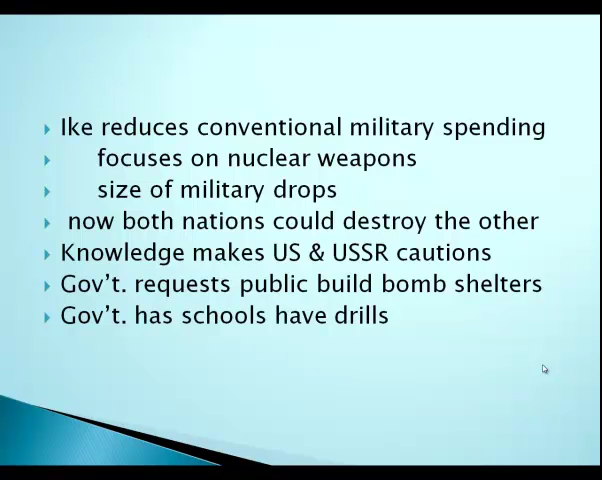 Ike reduces conventional military spending
focuses on nuclear weapons
size of military drops
now both nations could destroy the other
Knowledge makes US & USSR cautions
Gov't. requests public build bomb shelters
Gov't. has schools have drills